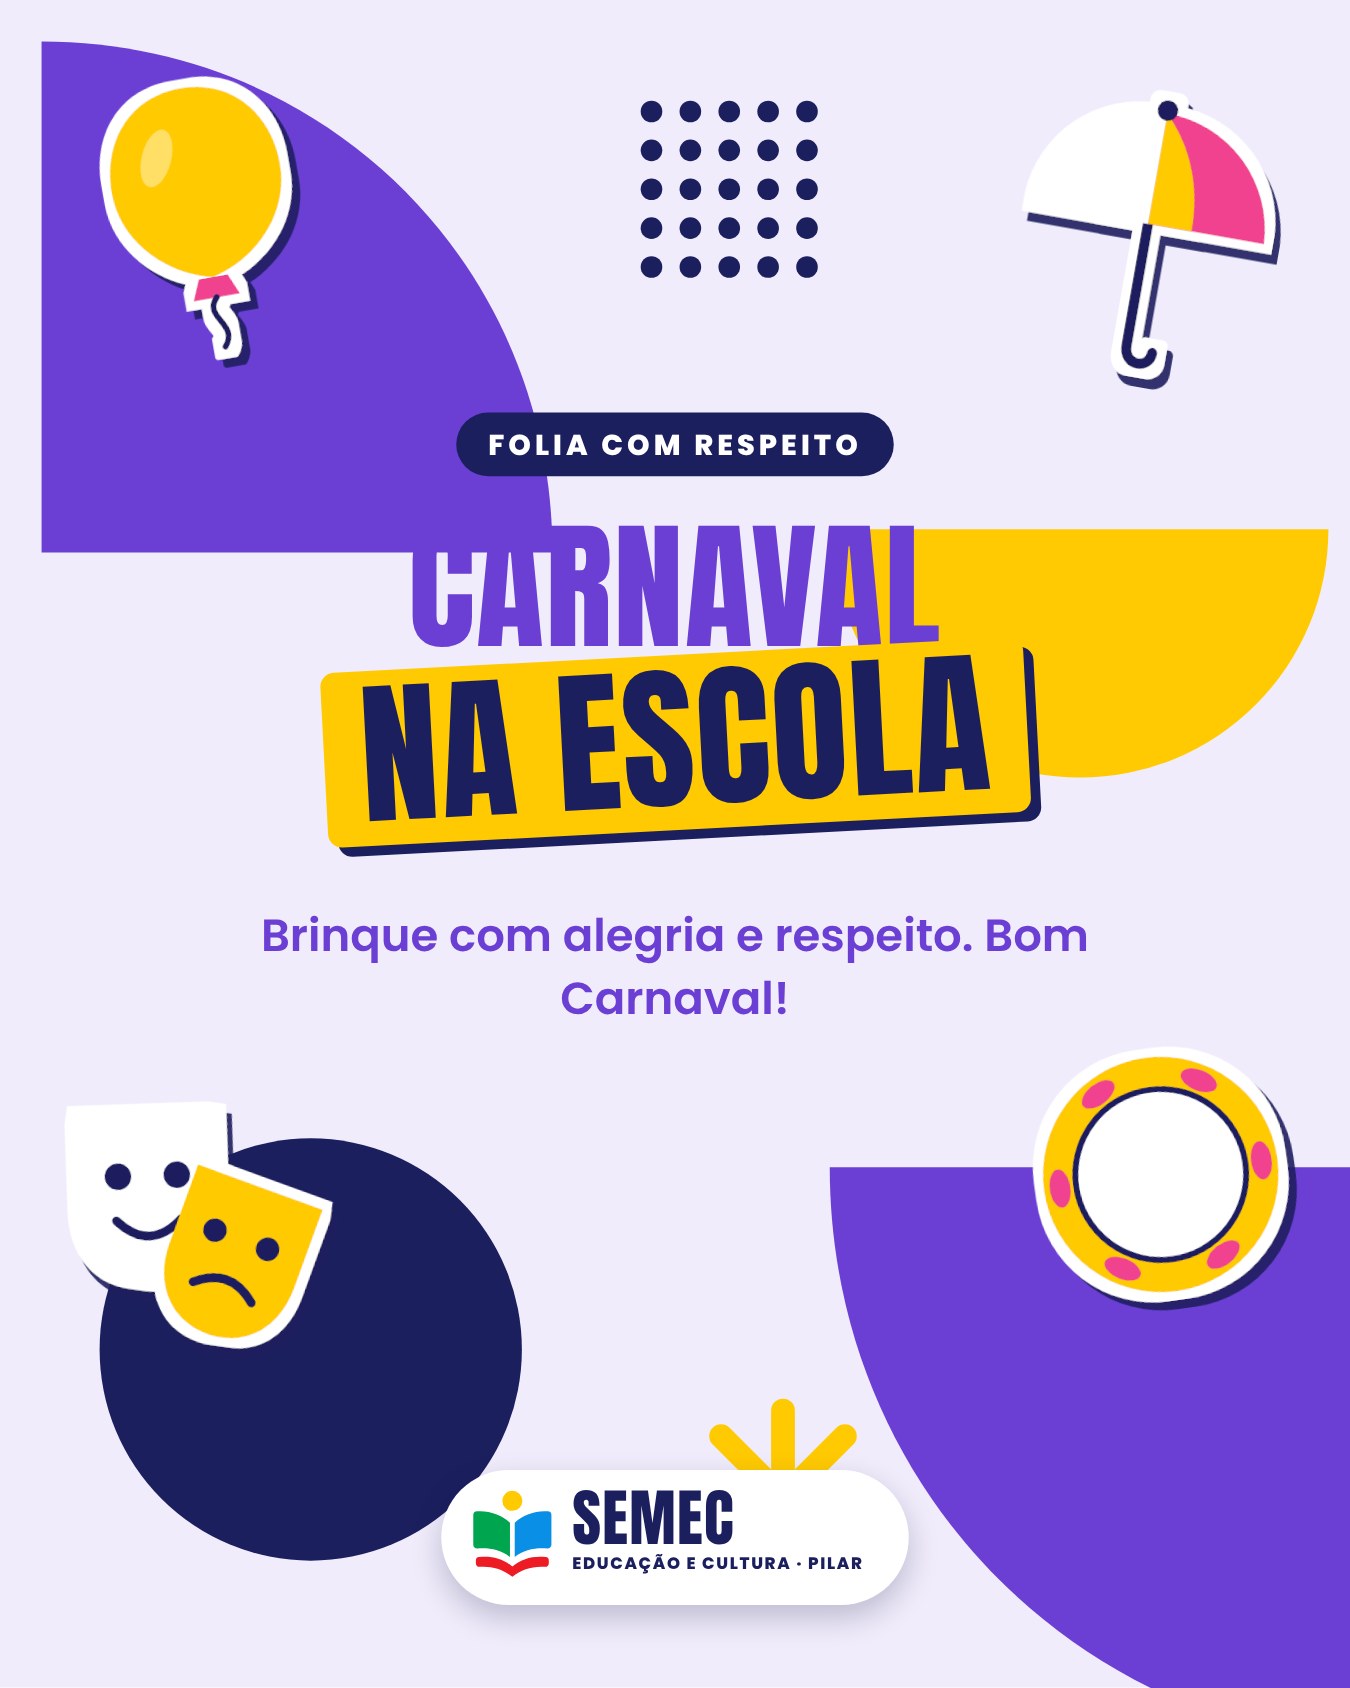 FOLIA COM RESPEITO
CARNAVAL
NA ESCOLA
Brinque com alegria e respeito. Bom
Carnaval!
SEMEC
EDUCAÇÃO E CULTURA · PILAR